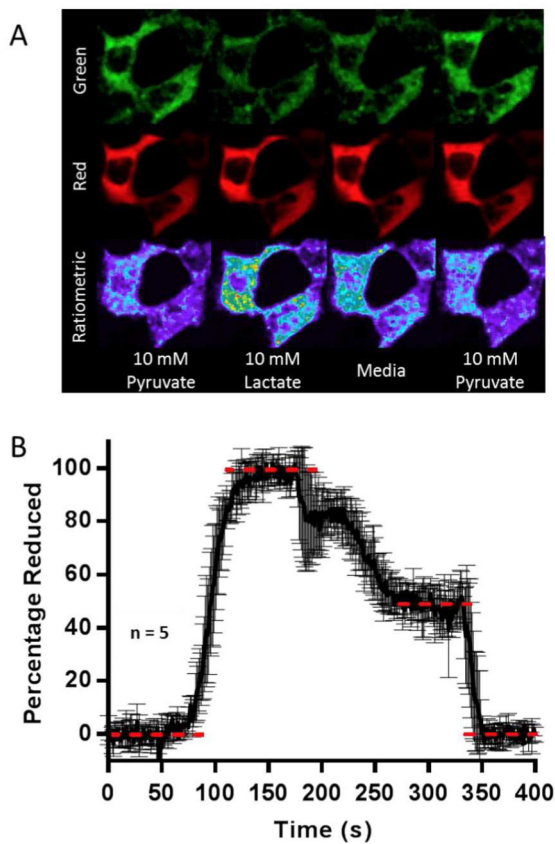 A
Green
Red
Ratiometric
10 mM
Pyruvate
10 mM
Lactate
Media
10 mM
Pyruvate
B
Percentage Reduced
100
80
60
40
20
0
n = 5
0 50 100 150 200 250 300 350 400
Time (s)